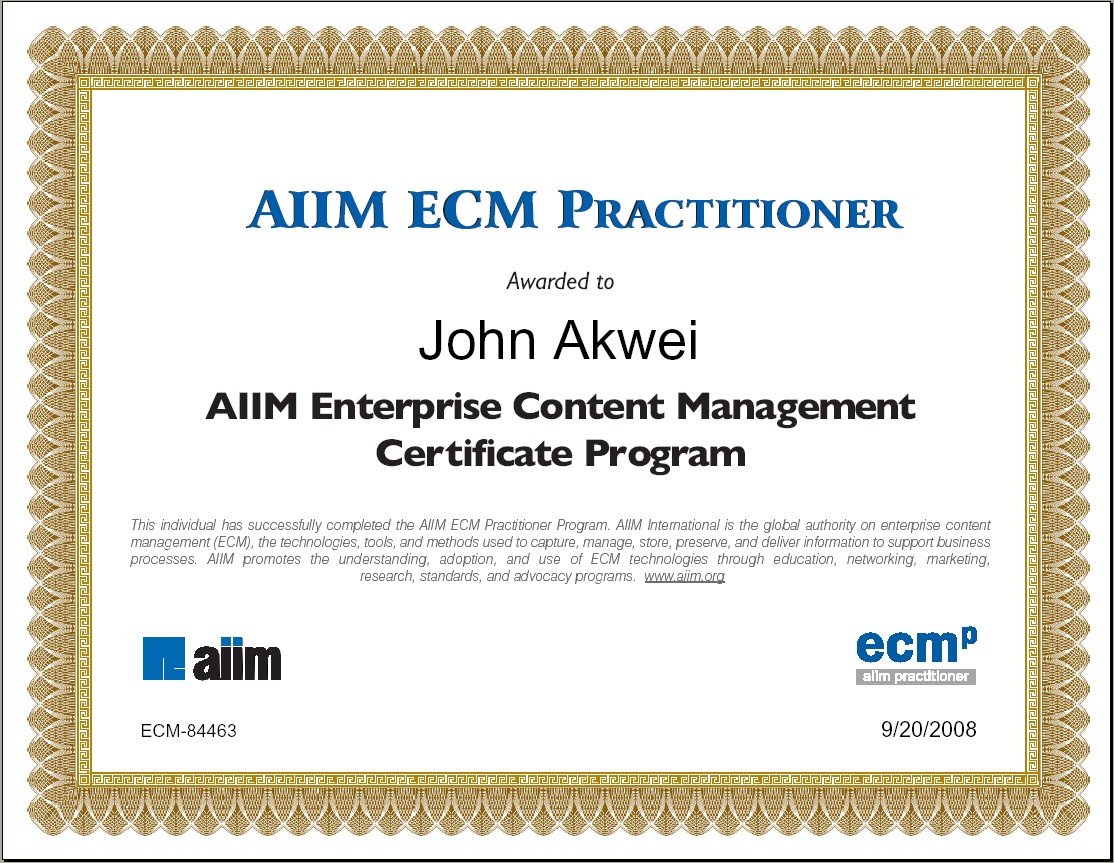 AIIM ECM PRACTITIONER
Awarded to
John Akwei
AIIM Enterprise Content Management
Certificate Program
This individual has successfully completed the AIIM ECM Practitioner Program. AIIM International is the global authority on enterprise content
management (ECM), the technologies, tools, and methods used to capture, manage, store, preserve, and deliver information to support business
processes. AIIM promotes the understanding, adoption, and use of ECM technologies through education, networking, marketing,
research, standards, and advocacy programs. www.aiim.org
aiim
ecmp
aiim practitioner
ECM-84463
9/20/2008